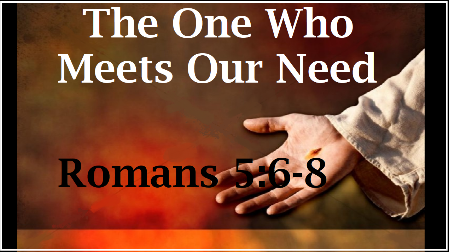 The One Who
Meets Our Need
Romans 5:6-8